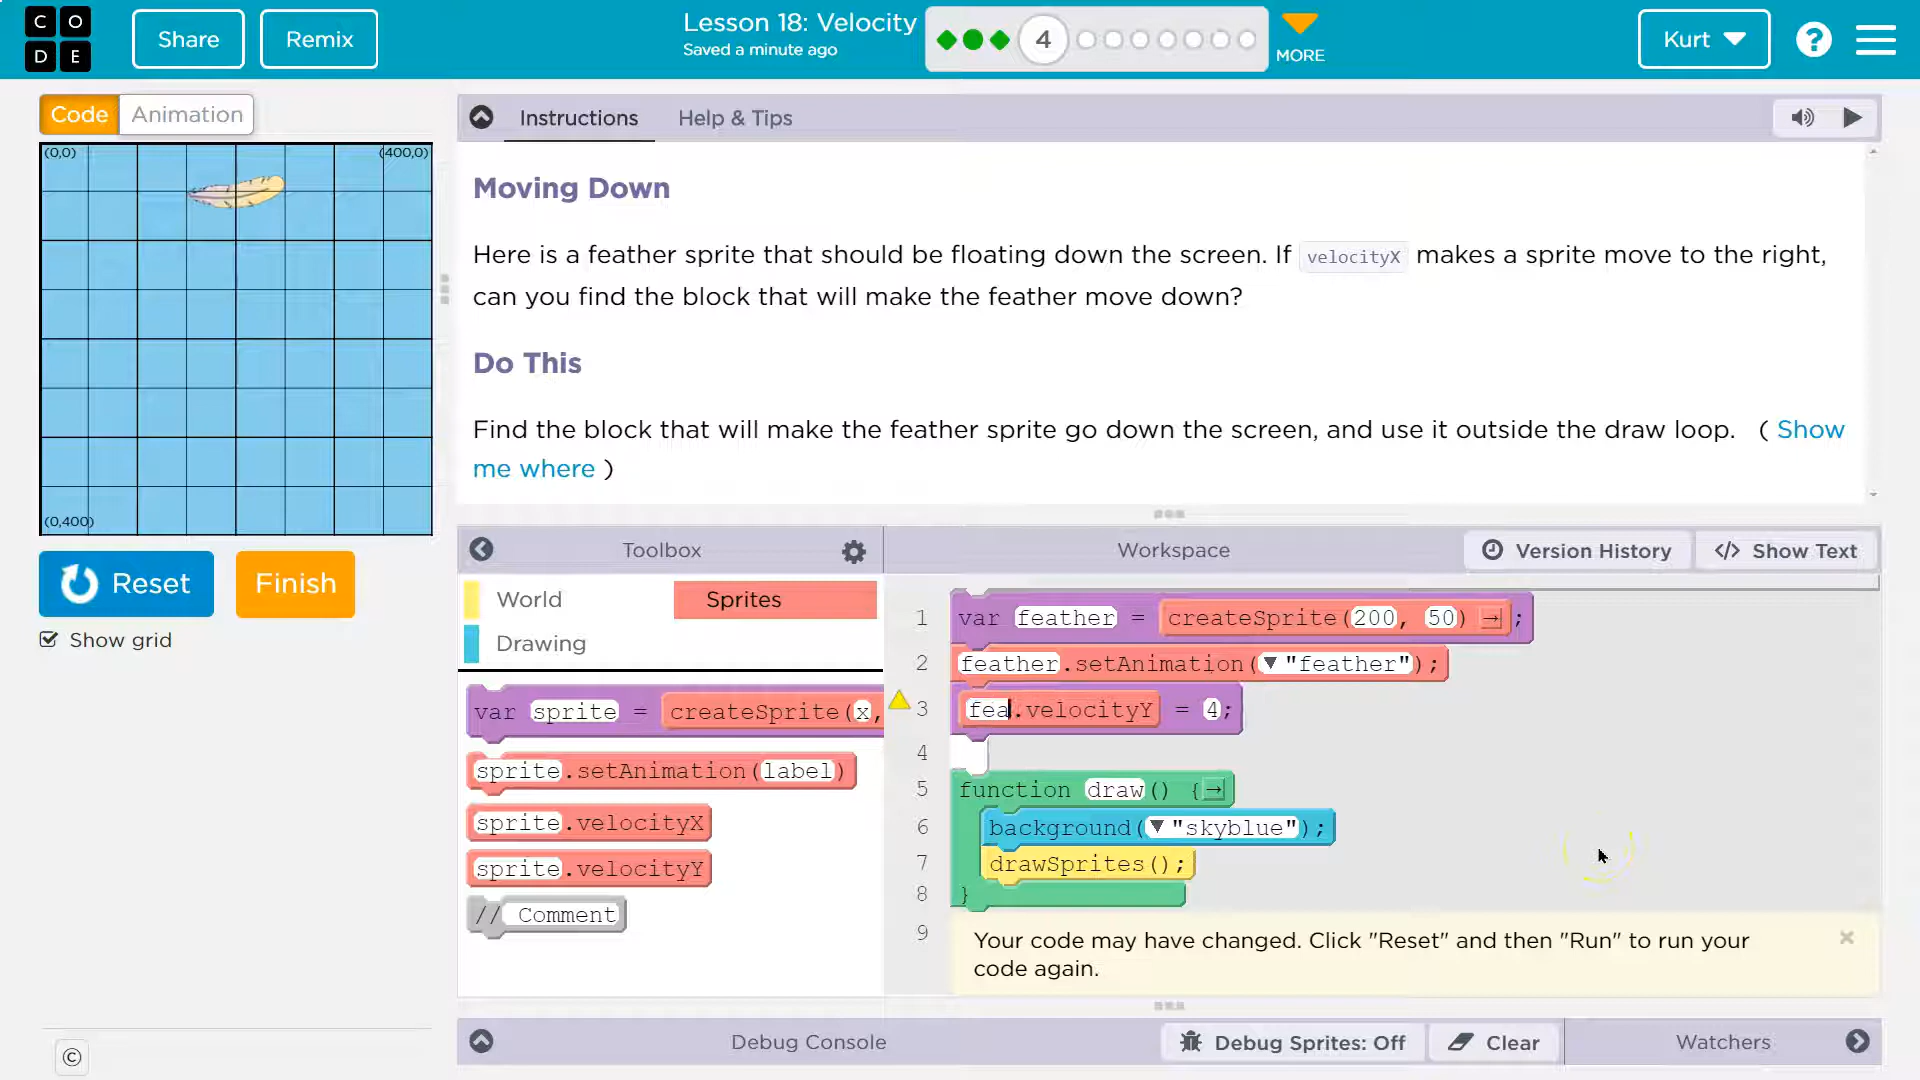 CO
DE
Share
Remix
Lesson 18: Velocity
Saved a minute ago
4
MORE
Kurt
?
Code
Animation
Instructions
Help & Tips
(0,0)
(400,0)
(0,400)
Moving Down
Here is a feather sprite that should be floating down the screen. If velocityX makes a sprite move to the right,
can you find the block that will make the feather move down?
Do This
Find the block that will make the feather sprite go down the screen, and use it outside the draw loop. ( Show
me where )
Reset
Finish
Show grid
Toolbox
Workspace
Version History
</> Show Text
World
Sprites
Drawing
var sprite = createSprite(x,
sprite.setAnimation(label)
sprite.velocityX
sprite.velocityY
// Comment
1 var feather = createSprite(200, 50) → ;
2 feather.setAnimation(▼"feather");
3 fea.velocityY = 4;
4
5 function draw() {→
6 background(▼"skyblue");
7 drawSprites();
8 }
9
Your code may have changed. Click "Reset" and then "Run" to run your
code again.
×
©
Debug Console
Debug Sprites: Off
Clear
Watchers